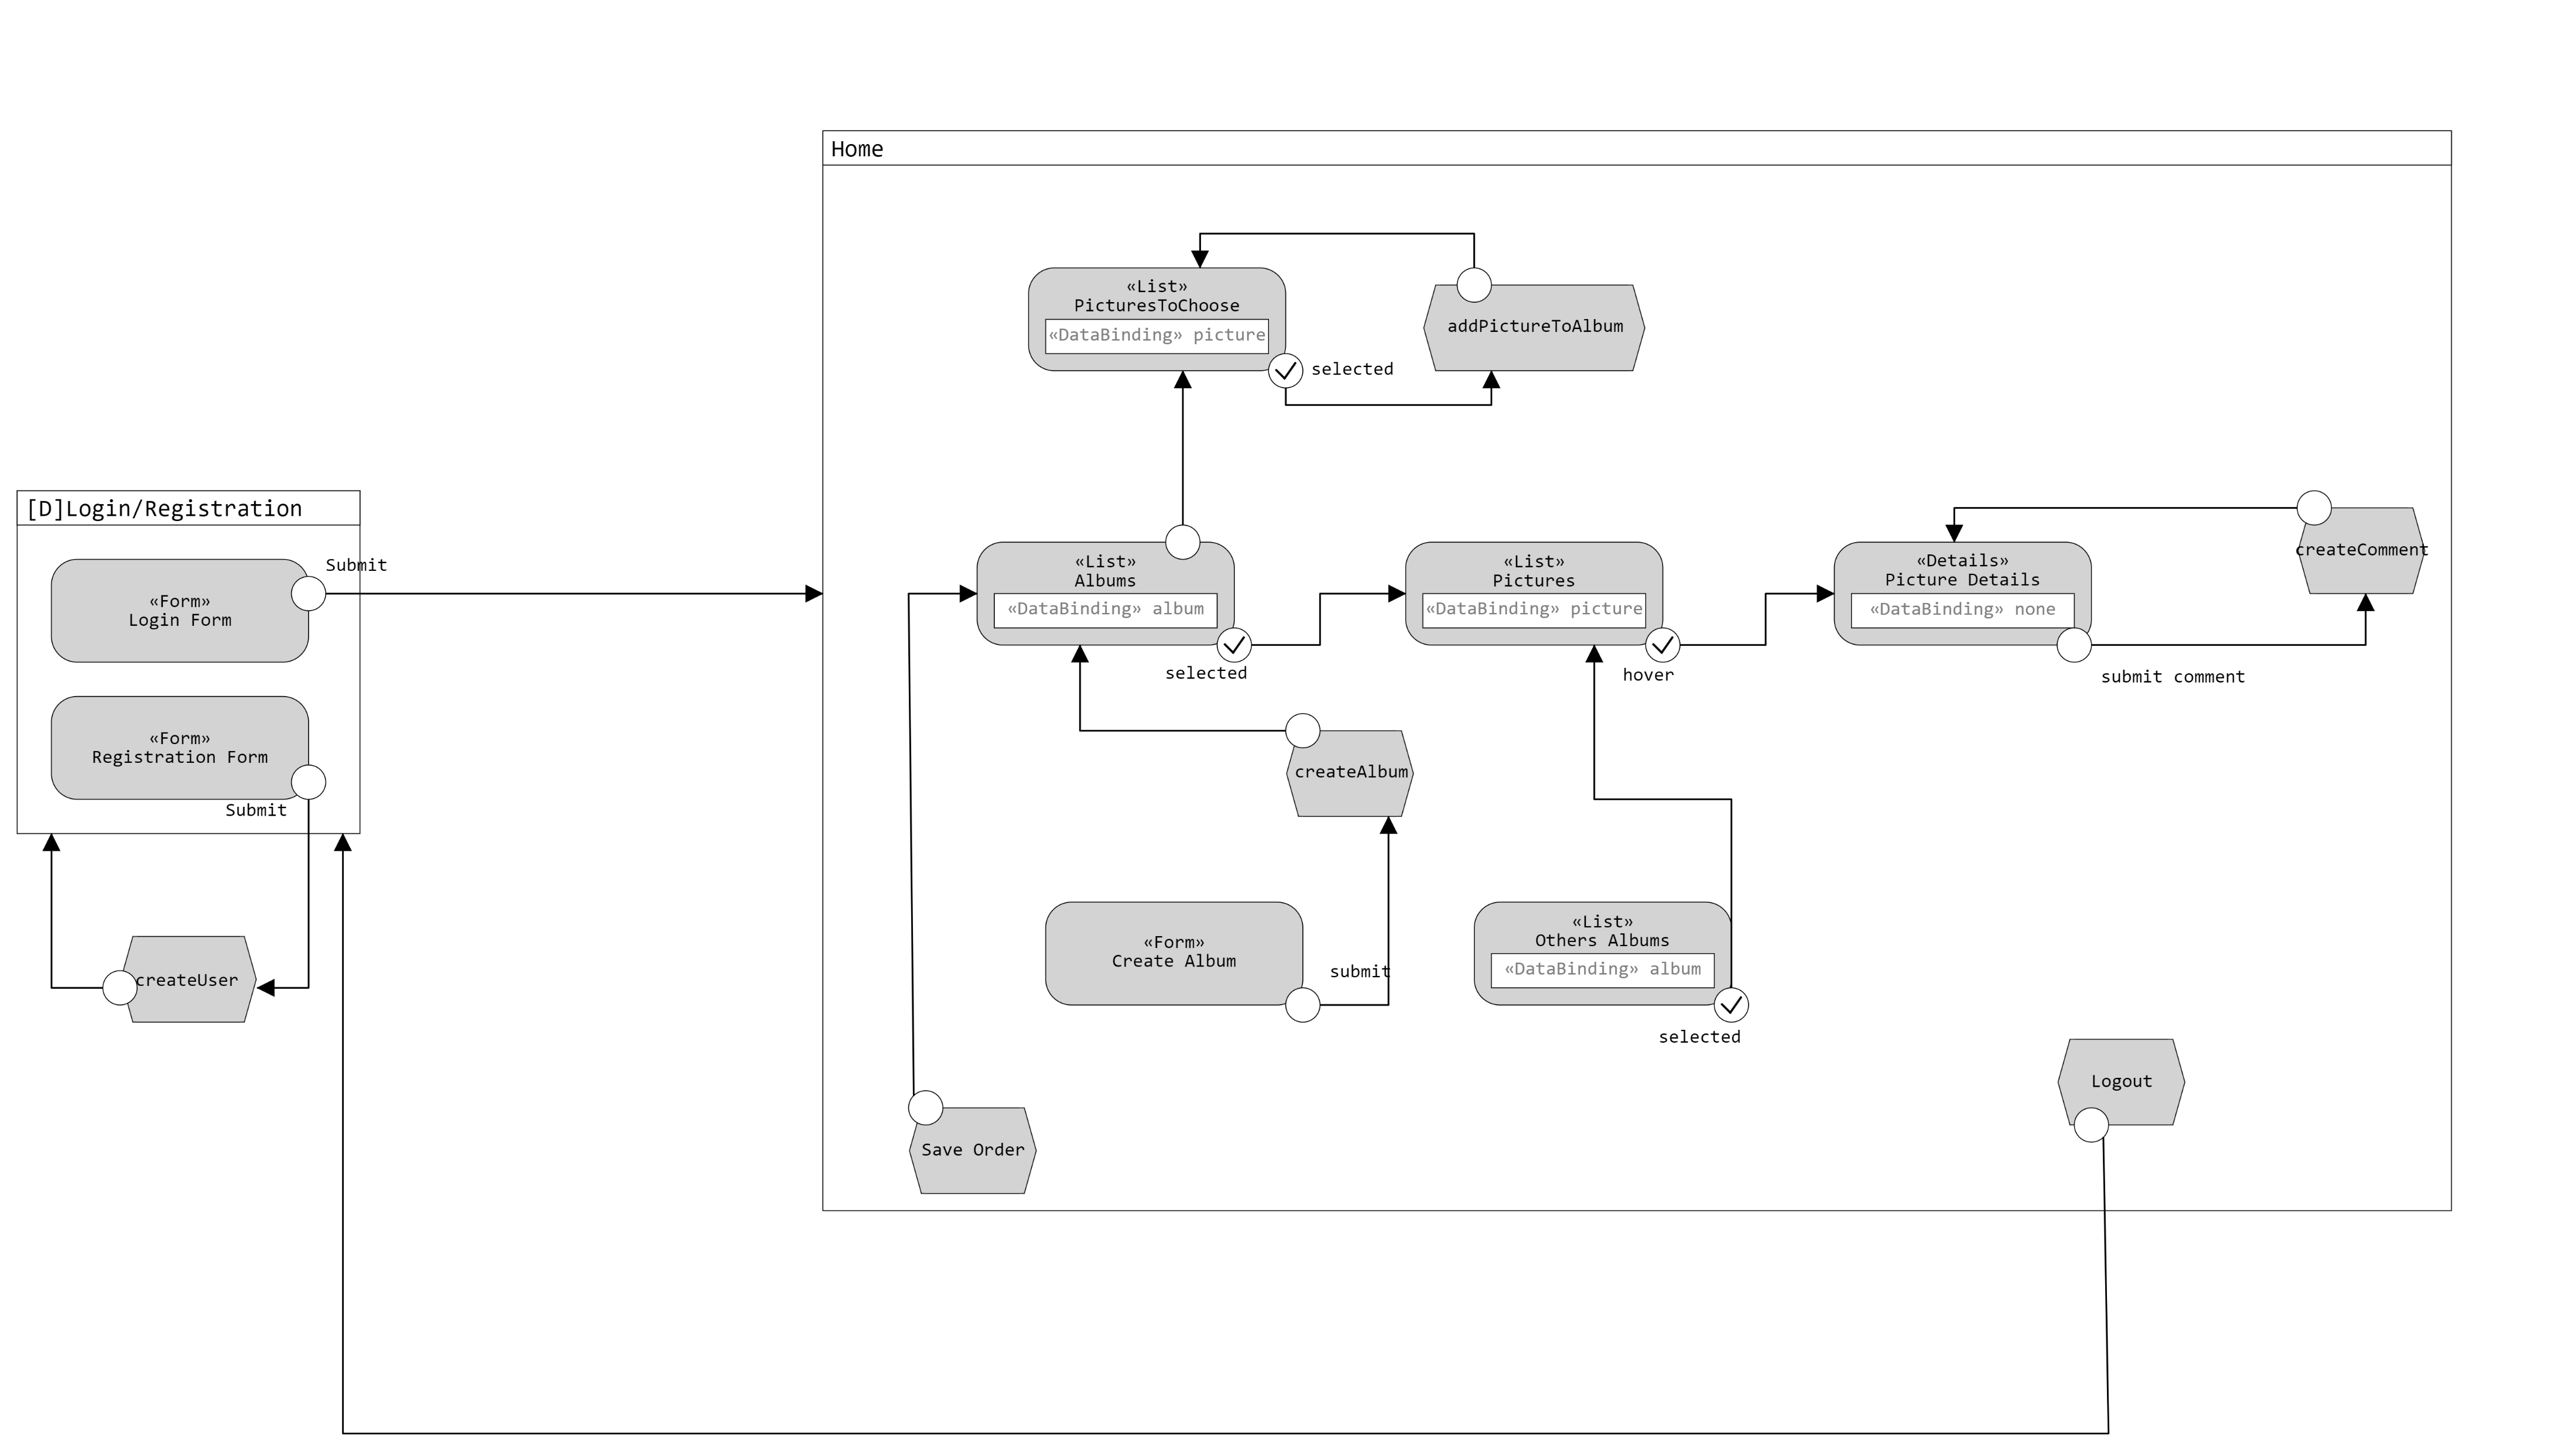 Home
«List»
PicturesToChoose
«DataBinding» picture
addPictureToAlbum
selected
[D]Login/Registration
Submit
«Form»
Login Form
«Form»
Registration Form
Submit
createUser
«List»
Albums
«DataBinding» album
selected
«List»
Pictures
«DataBinding» picture
hover
«Details»
Picture Details
«DataBinding» none
submit comment
createComment
createAlbum
«Form»
Create Album
submit
«List»
Others Albums
«DataBinding» album
selected
Save Order
Logout